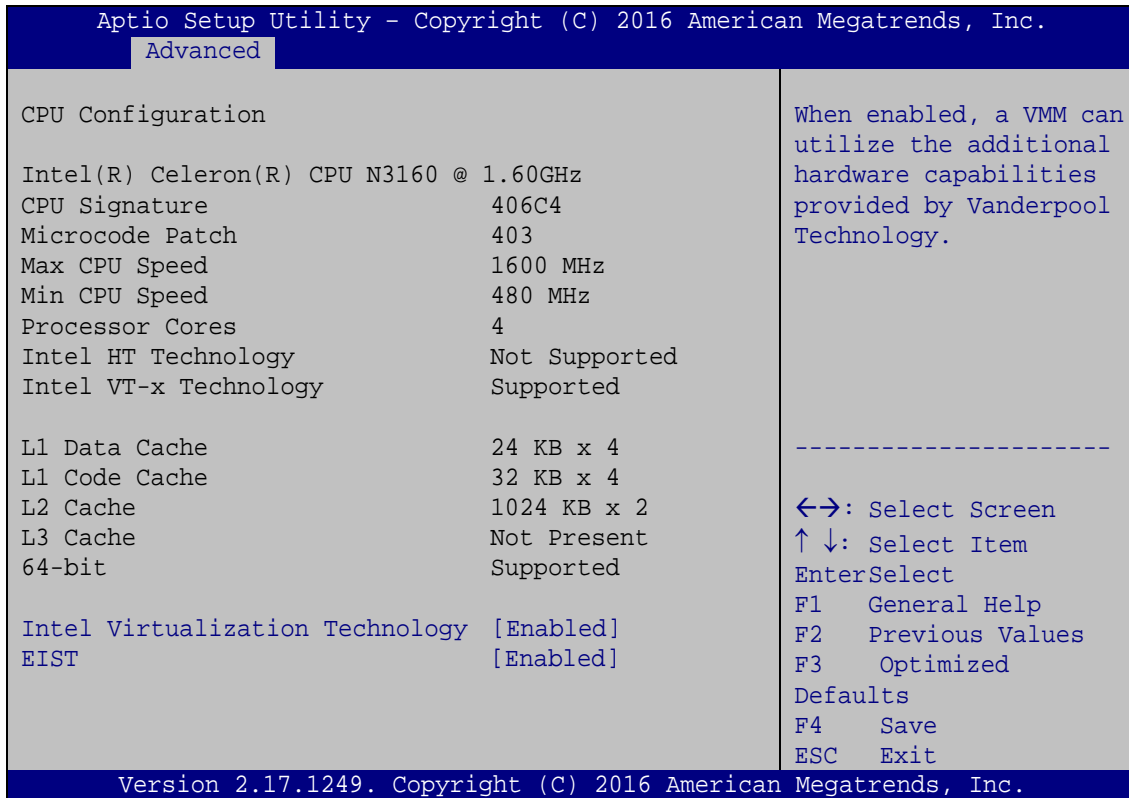 Aptio Setup Utility – Copyright (C) 2016 American Megatrends, Inc.
Advanced
CPU Configuration
Intel(R) Celeron(R) CPU N3160 @ 1.60GHz
CPU Signature 406C4
Microcode Patch 403
Max CPU Speed 1600 MHz
Min CPU Speed 480 MHz
Processor Cores 4
Intel HT Technology Not Supported
Intel VT-x Technology Supported
L1 Data Cache 24 KB x 4
L1 Code Cache 32 KB x 4
L2 Cache 1024 KB x 2
L3 Cache Not Present
64-bit Supported
Intel Virtualization Technology [Enabled]
EIST [Enabled]
When enabled, a VMM can
utilize the additional
hardware capabilities
provided by Vanderpool
Technology.
----------------------
←→: Select Screen
↑ ↓: Select Item
EnterSelect
F1 General Help
F2 Previous Values
F3 Optimized
Defaults
F4 Save
ESC Exit
Version 2.17.1249. Copyright (C) 2016 American Megatrends, Inc.